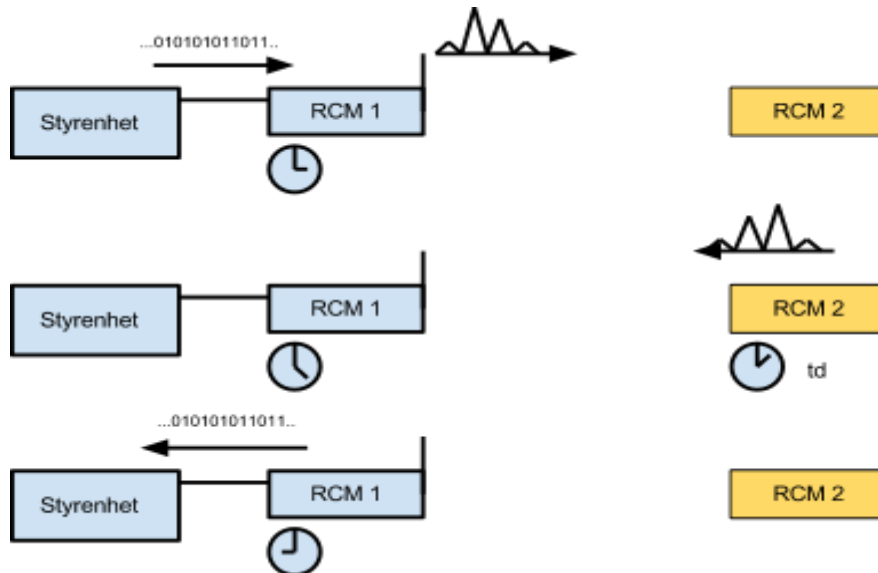 ...010101011011..
Styrenhet
RCM 1
RCM 2
Styrenhet
RCM 1
RCM 2
td
...010101011011..
Styrenhet
RCM 1
RCM 2